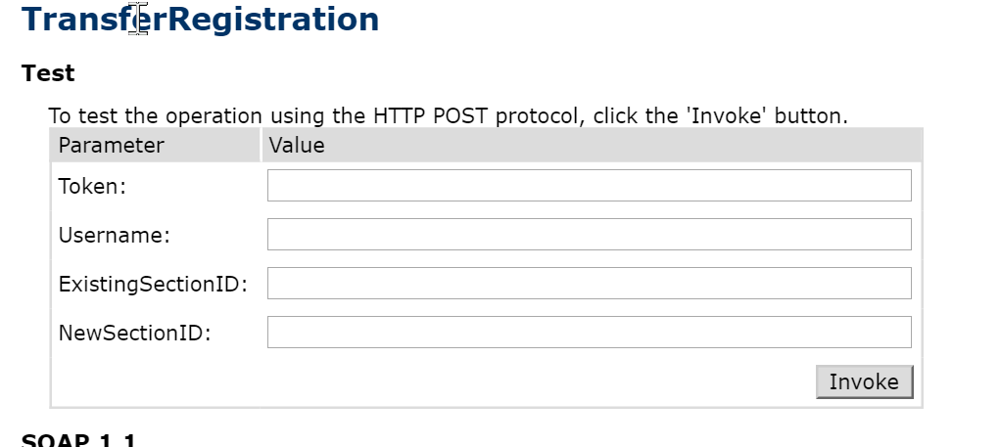 TransferRegistration
Test
To test the operation using the HTTP POST protocol, click the 'Invoke' button.
Parameter Value
Token:
Username:
ExistingSectionID:
NewSectionID:
Invoke
SOAP 1.1